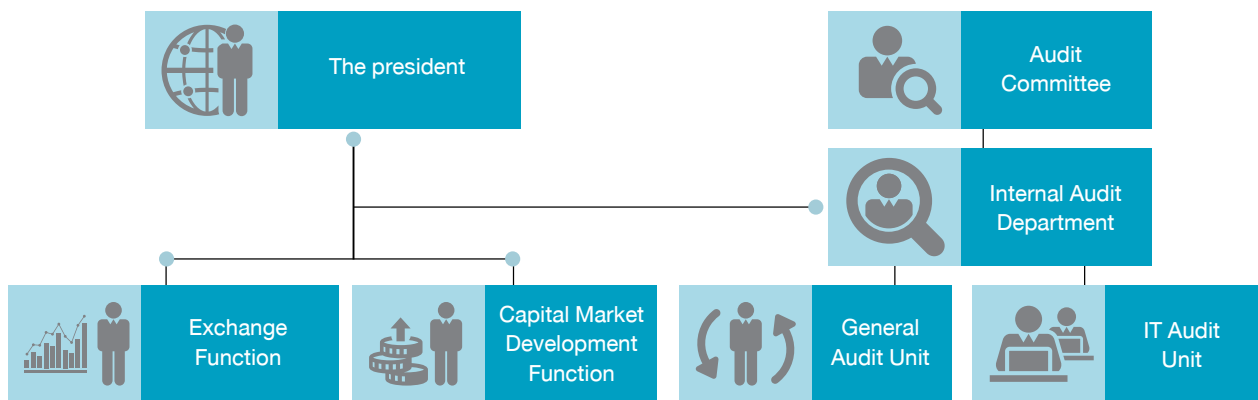 The president
Audit
Committee
Internal Audit
Department
Exchange
Function
Capital Market
Development
Function
General
Audit Unit
IT Audit
Unit